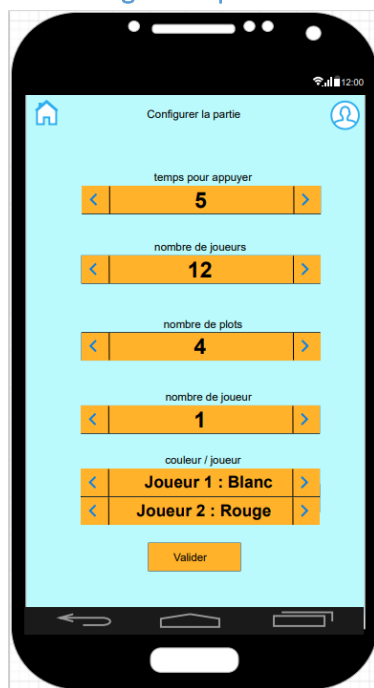 12:00
Configurer la partie
temps pour appuyer
5
nombre de joueurs
12
nombre de plots
4
nombre de joueur
1
couleur / joueur
Joueur 1 : Blanc
Joueur 2 : Rouge
Valider